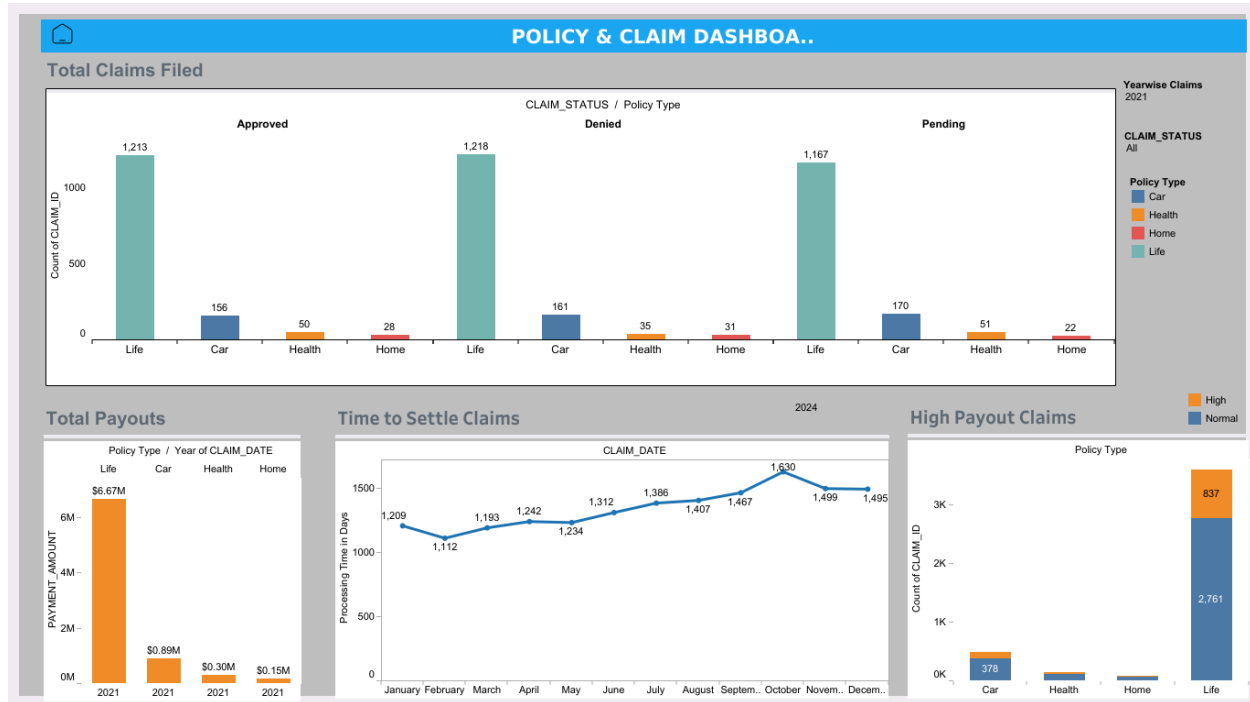 POLICY & CLAIM DASHBOA..
Total Claims Filed
CLAIM_STATUS / Policy Type
Approved Denied Pending
Count of CLAIM_ID
1000
500
0
1,213 156 50 28 1,218 161 35 31 1,167 170 51 22
Life Car Health Home Life Car Health Home Life Car Health Home
Yearwise Claims
2021
CLAIM_STATUS
All
Policy Type
Car
Health
Home
Life
Total Payouts
Policy Type / Year of CLAIM_DATE
Life Car Health Home
PAYMENT_AMOUNT
6M
4M
2M
0M
$6.67M $0.89M $0.30M $0.15M
2021 2021 2021 2021
Time to Settle Claims
2024
CLAIM_DATE
Processing Time in Days
1500
1000
500
0
1,209 1,112 1,193 1,242 1,234 1,312 1,386 1,407 1,467 1,630 1,499 1,495
January February March April May June July August Septem.. October Novem.. Decem..
High Payout Claims
High
Normal
Policy Type
Count of CLAIM_ID
3K
2K
1K
0K
378 837 2,761
Car Health Home Life